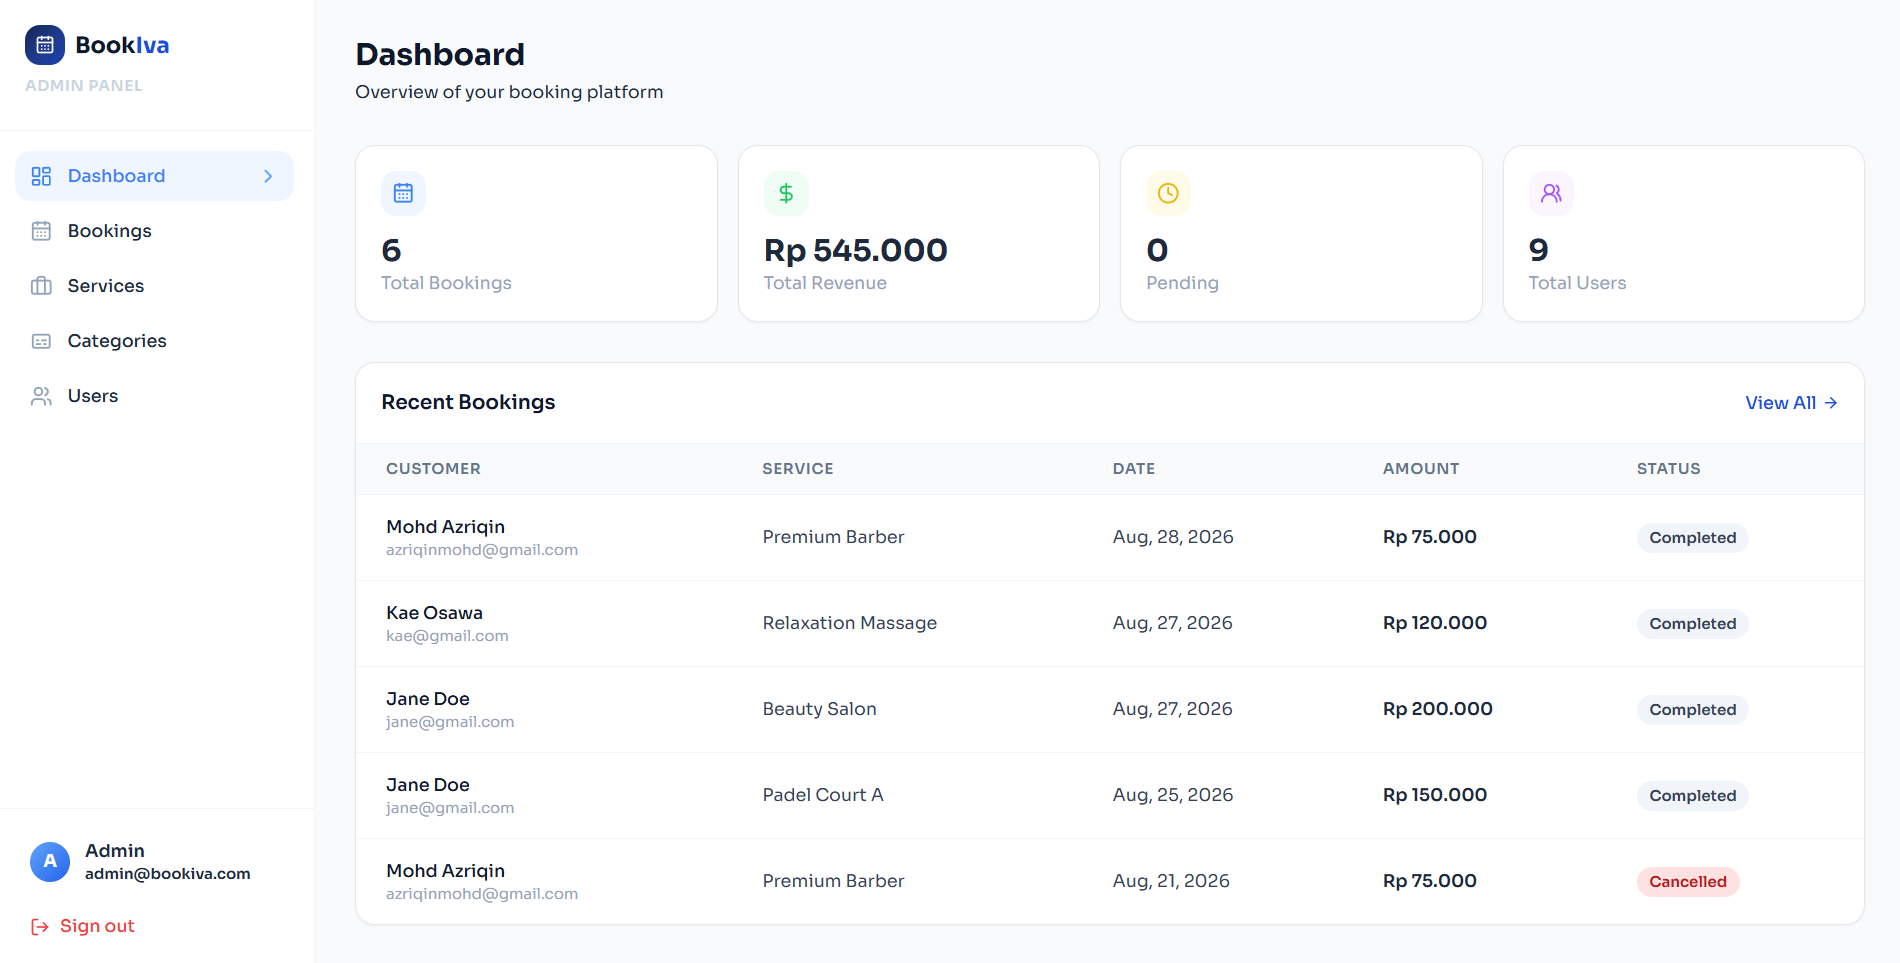 BookIva
ADMIN PANEL
Dashboard
Bookings
Services
Categories
Users
A
Admin
admin@bookiva.com
Sign out
Dashboard
Overview of your booking platform
6
Total Bookings
$
Rp 545.000
Total Revenue
0
Pending
9
Total Users
Recent Bookings
View All →
CUSTOMER SERVICE DATE AMOUNT STATUS
Mohd Azriqin
azriqinmohd@gmail.com
Premium Barber Aug, 28, 2026 Rp 75.000 Completed
Kae Osawa
kae@gmail.com
Relaxation Massage Aug, 27, 2026 Rp 120.000 Completed
Jane Doe
jane@gmail.com
Beauty Salon Aug, 27, 2026 Rp 200.000 Completed
Jane Doe
jane@gmail.com
Padel Court A Aug, 25, 2026 Rp 150.000 Completed
Mohd Azriqin
azriqinmohd@gmail.com
Premium Barber Aug, 21, 2026 Rp 75.000 Cancelled